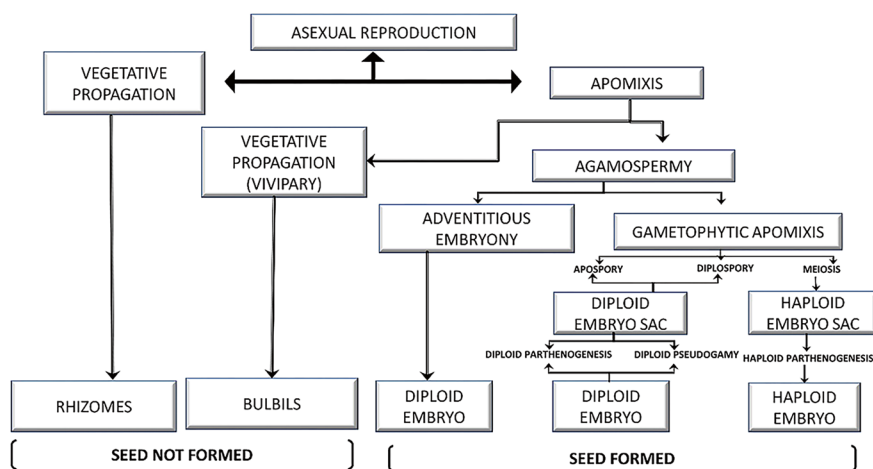 ASEXUAL REPRODUCTION
VEGETATIVE
PROPAGATION
APOMIXIS
VEGETATIVE
PROPAGATION
(VIVIPARY)
AGAMOSPERMY
ADVENTITIOUS
EMBRYONY
GAMETOPHYTIC APOMIXIS
APOSPORY
DIPLOSPORY
MEIOSIS
DIPLOID
EMBRYO SAC
HAPLOID
EMBRYO SAC
DIPLOID PARTHENOGENESIS
DIPLOID PSEUDOGAMY
HAPLOID PARTHENOGENESIS
RHIZOMES
BULBILS
DIPLOID
EMBRYO
DIPLOID
EMBRYO
HAPLOID
EMBRYO
SEED NOT FORMED
SEED FORMED